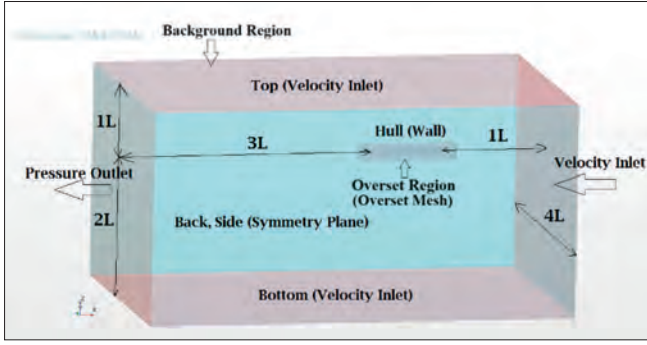 Background Region
Top (Velocity Inlet)
1L
Hull (Wall)
3L
1L
Pressure Outlet
Velocity Inlet
Overset Region
(Overset Mesh)
2L
Back, Side (Symmetry Plane)
4L
Bottom (Velocity Inlet)